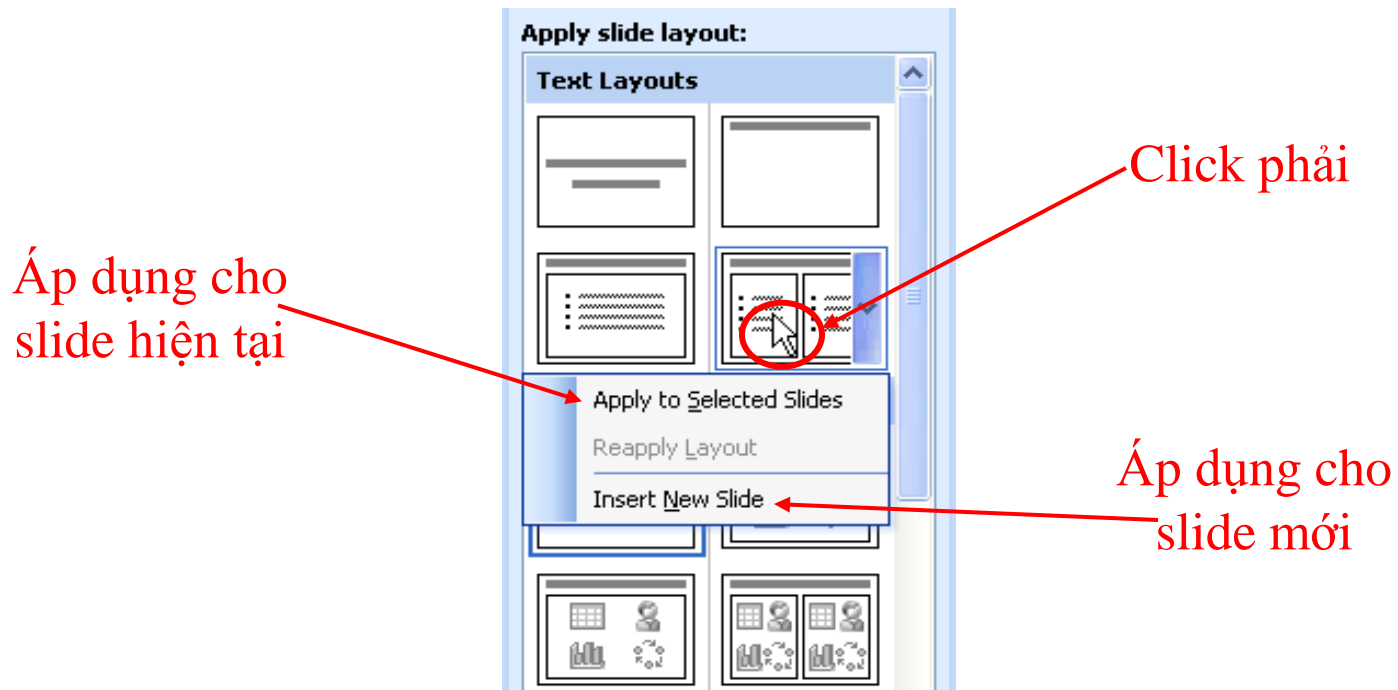 Apply slide layout:
Text Layouts
Click phải
Áp dụng cho
slide hiện tại
Apply to Selected Slides
Reapply Layout
Insert New Slide
Áp dụng cho
slide mới